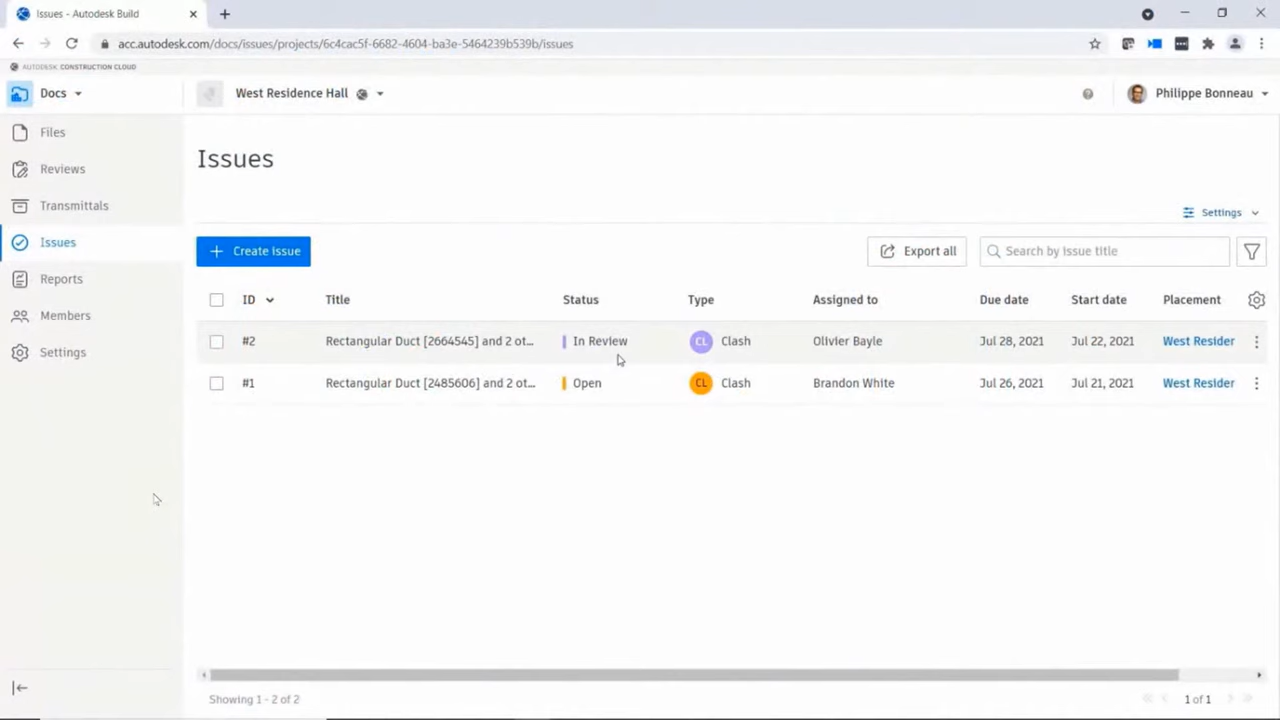 Issues - Autodesk Build
acc.autodesk.com/docs/issues/projects/6c4cac5f-6682-4604-ba3e-5464239b539b/issues
AUTODESK CONSTRUCTION CLOUD
Docs West Residence Hall Philippe Bonneau
Files
Reviews
Transmittals
Issues
Reports
Members
Settings
Issues
Settings
+ Create issue Export all Search by issue title
ID Title Status Type Assigned to Due date Start date Placement
#2 Rectangular Duct [2664545] and 2 ot... In Review CL Clash Olivier Bayle Jul 28, 2021 Jul 22, 2021 West Resider
#1 Rectangular Duct [2485606] and 2 ot... Open CL Clash Brandon White Jul 26, 2021 Jul 21, 2021 West Resider
Showing 1 - 2 of 2 1 of 1